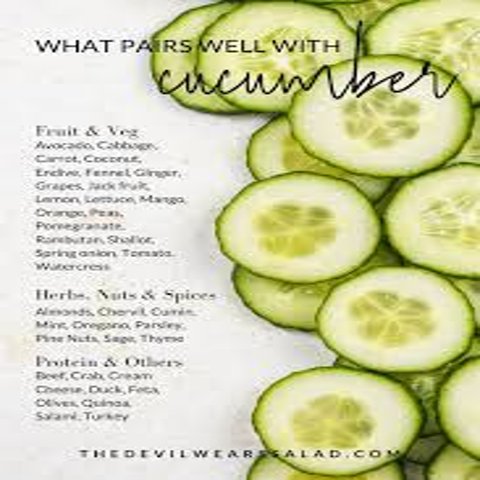 WHAT PAIRS WELL WITH
cucumber
Fruit & Veg
Avocado, Cabbage,
Carrot, Coconut,
Endive, Fennel, Ginger,
Grapes, Jack fruit,
Lemon, Lettuce, Mango,
Orange, Peas,
Pomegranate,
Rambutan, Shallot,
Spring onion, Tomato,
Watercress
Herbs, Nuts & Spices
Almonds, Chervil, Cumin,
Mint, Oregano, Parsley,
Pine Nuts, Sage, Thyme
Protein & Others
Beef, Crab, Cream
Cheese, Duck, Feta,
Olives, Quinoa,
Salami, Turkey
THEDEVILWEARSSALAD.COM